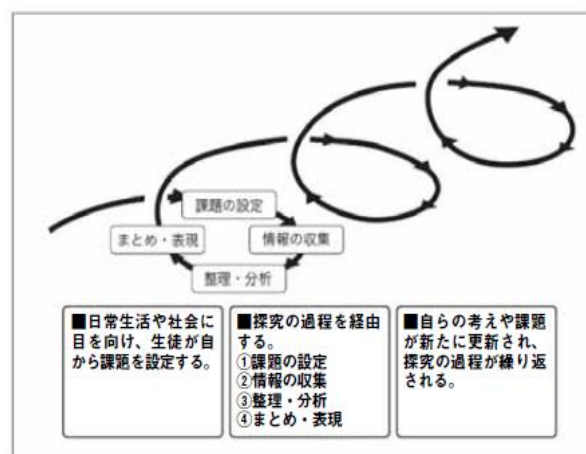 課題の設定
まとめ・表現
情報の収集
整理・分析
■日常生活や社会に
目を向け、生徒が自
から課題を設定する。
■探究の過程を経由
する。
①課題の設定
②情報の収集
③整理・分析
④まとめ・表現
■自らの考えや課題
が新たに更新され、
探究の過程が繰り返
される。